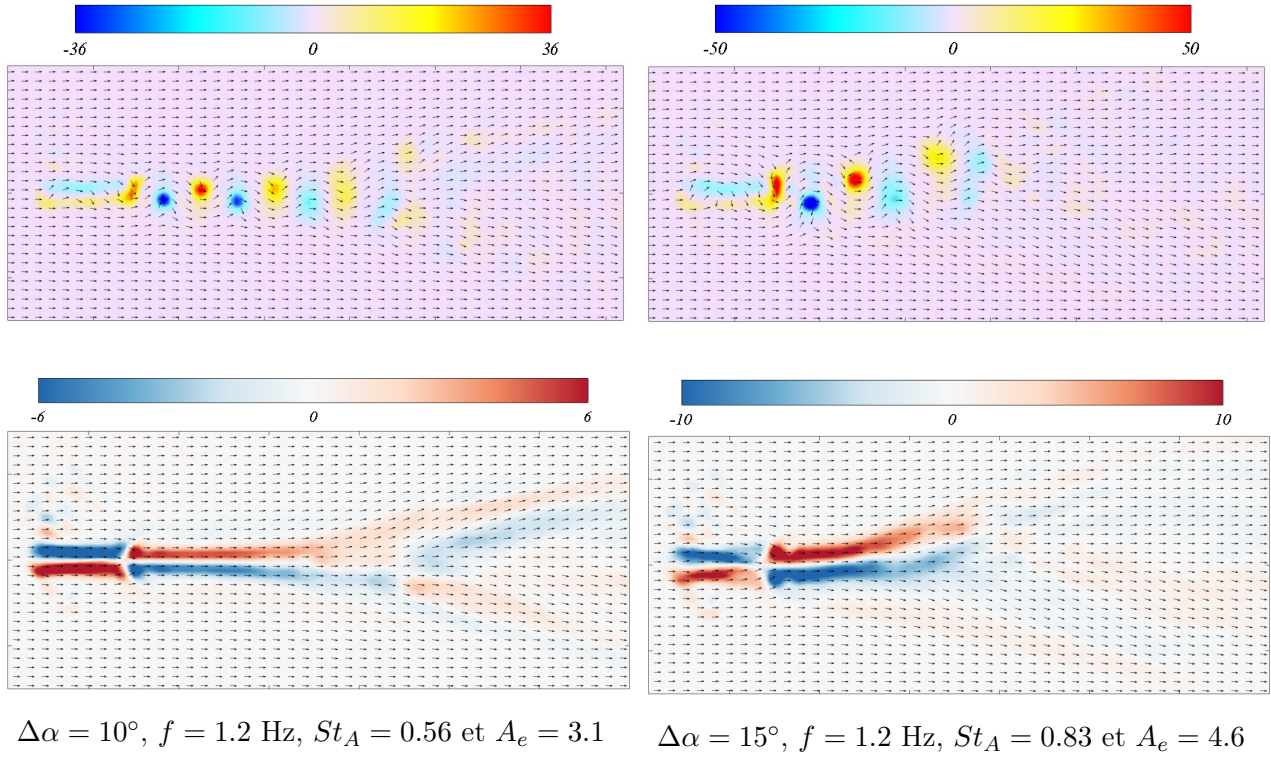 -36 0 36 -50 0 50
-6 0 6 -10 0 10
Δα = 10°, f = 1.2 Hz, St_A = 0.56 et A_e = 3.1
Δα = 15°, f = 1.2 Hz, St_A = 0.83 et A_e = 4.6